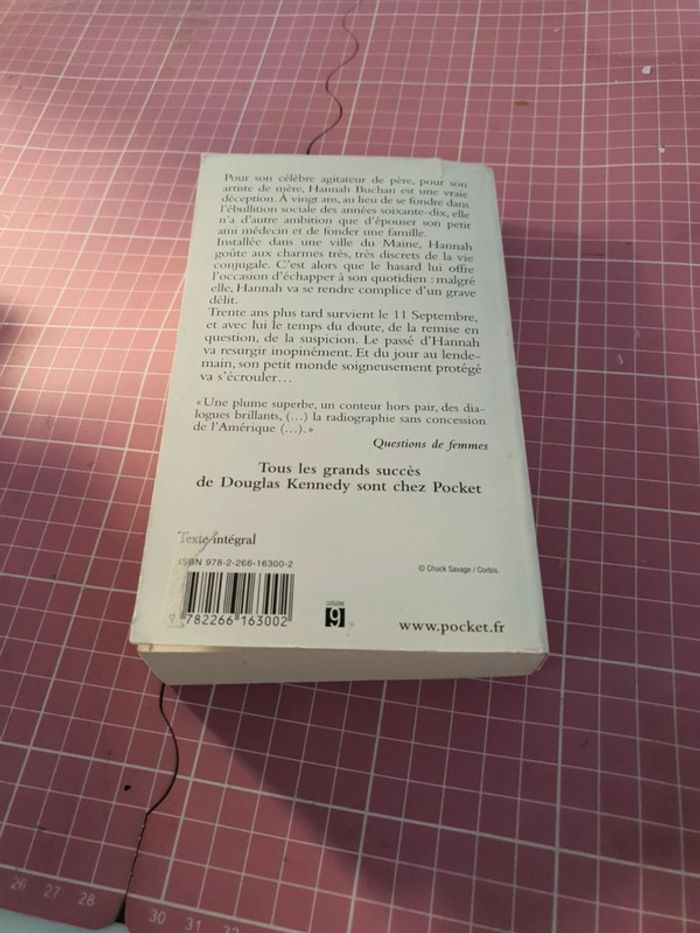 Pour son célèbre agitateur de père, pour son
artiste de mère, Hannah Buchan est une vraie
déception. À vingt ans, au lieu de se fondre dans
l'ébullition sociale des années soixante-dix, elle
n'a d'autre ambition que d'épouser son petit
ami médecin et de fonder une famille.
Installée dans une ville du Maine, Hannah
goûte aux charmes très, très discrets de la vie
conjugale. C'est alors que le hasard lui offre
l'occasion d'échapper à son quotidien : malgré
elle, Hannah va se rendre complice d'un grave
délit.
Trente ans plus tard survient le 11 Septembre,
et avec lui le temps du doute, de la remise en
question, de la suspicion. Le passé d'Hannah
va resurgir inopinément. Et du jour au lende-
main, son petit monde soigneusement protégé
va s'écrouler…
« Une plume superbe, un conteur hors pair, des dia-
logues brillants, (…) la radiographie sans concession
de l'Amérique (…). »
Questions de femmes
Tous les grands succès
de Douglas Kennedy sont chez Pocket
Texte intégral
ISBN 978-2-266-16300-2
© Chuck Savage / Corbis.
9 782266 163002
9
www.pocket.fr
26 27 28 30 31 32